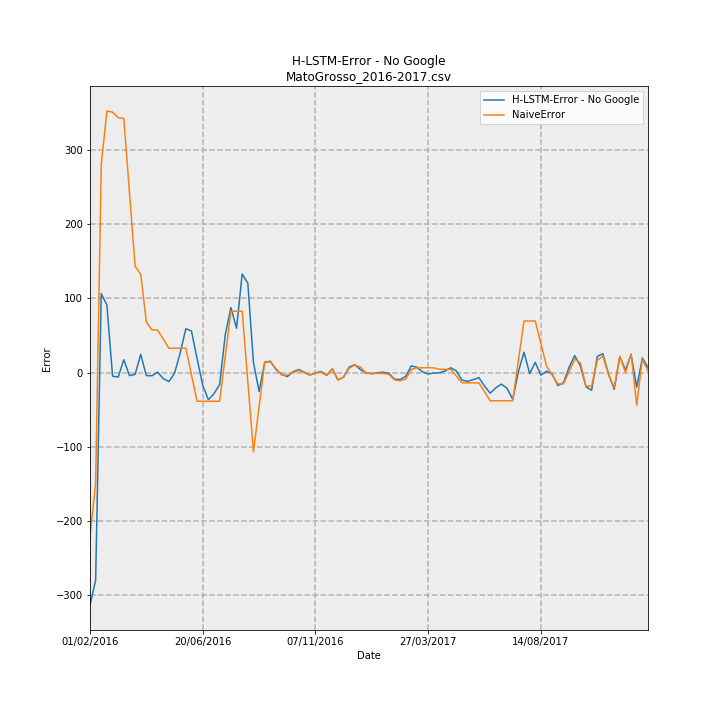 H-LSTM-Error - No Google
MatoGrosso_2016-2017.csv
H-LSTM-Error - No Google
NaiveError
300
200
100
0
−100
−200
−300
Error
01/02/2016 20/06/2016 07/11/2016 27/03/2017 14/08/2017
Date